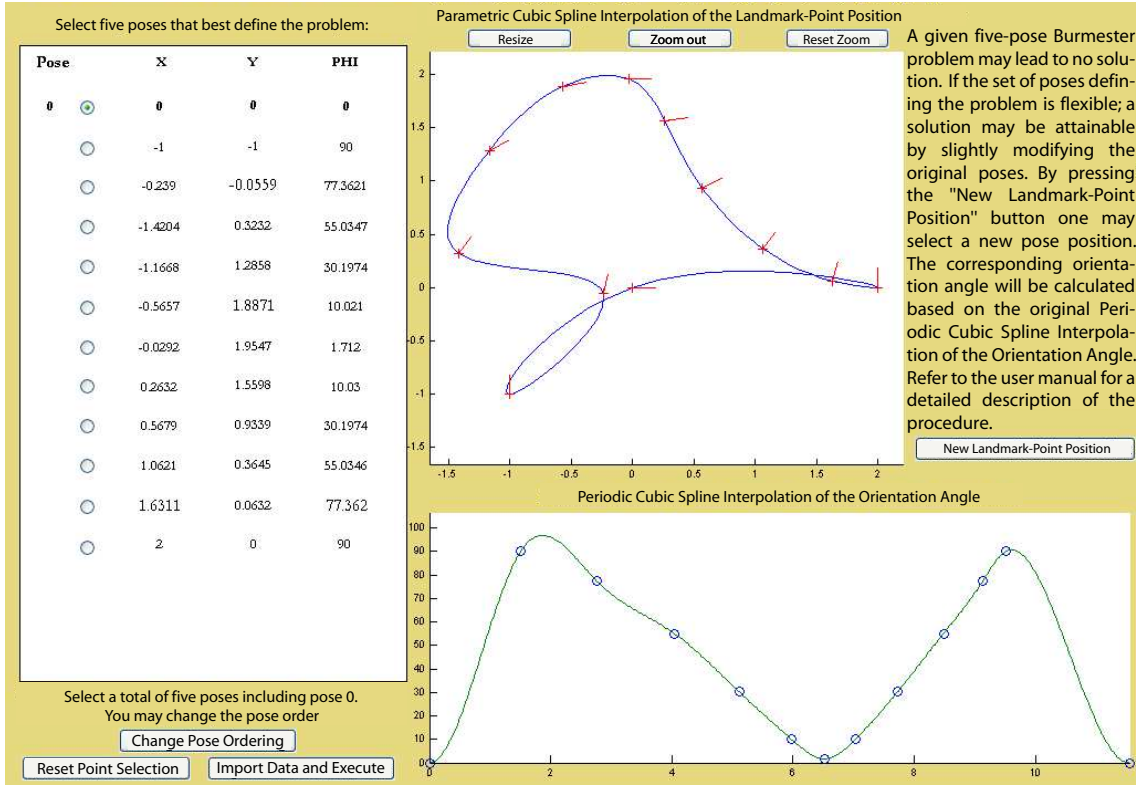 Select five poses that best define the problem:
Pose X Y PHI
0 0 0 0
-1 -1 90
-0.239 -0.0559 77.3621
-1.4204 0.3232 55.0347
-1.1668 1.2858 30.1974
-0.5657 1.8871 10.021
-0.0292 1.9547 1.712
0.2632 1.5598 10.03
0.5679 0.9339 30.1974
1.0621 0.3645 55.0346
1.6311 0.0632 77.362
2 0 90
Select a total of five poses including pose 0.
You may change the pose order
Change Pose Ordering
Reset Point Selection Import Data and Execute
Parametric Cubic Spline Interpolation of the Landmark-Point Position
Resize Zoom out Reset Zoom
2
1.5
1
0.5
0
-0.5
-1
-1.5
-1.5 -1 -0.5 0 0.5 1 1.5 2
A given five-pose Burmester
problem may lead to no solu-
tion. If the set of poses defin-
ing the problem is flexible; a
solution may be attainable
by slightly modifying the
original poses. By pressing
the "New Landmark-Point
Position" button one may
select a new pose position.
The corresponding orienta-
tion angle will be calculated
based on the original Peri-
odic Cubic Spline Interpola-
tion of the Orientation Angle.
Refer to the user manual for a
detailed description of the
procedure.
New Landmark-Point Position
Periodic Cubic Spline Interpolation of the Orientation Angle
100
90
80
70
60
50
40
30
20
10
0
0 2 4 6 8 10